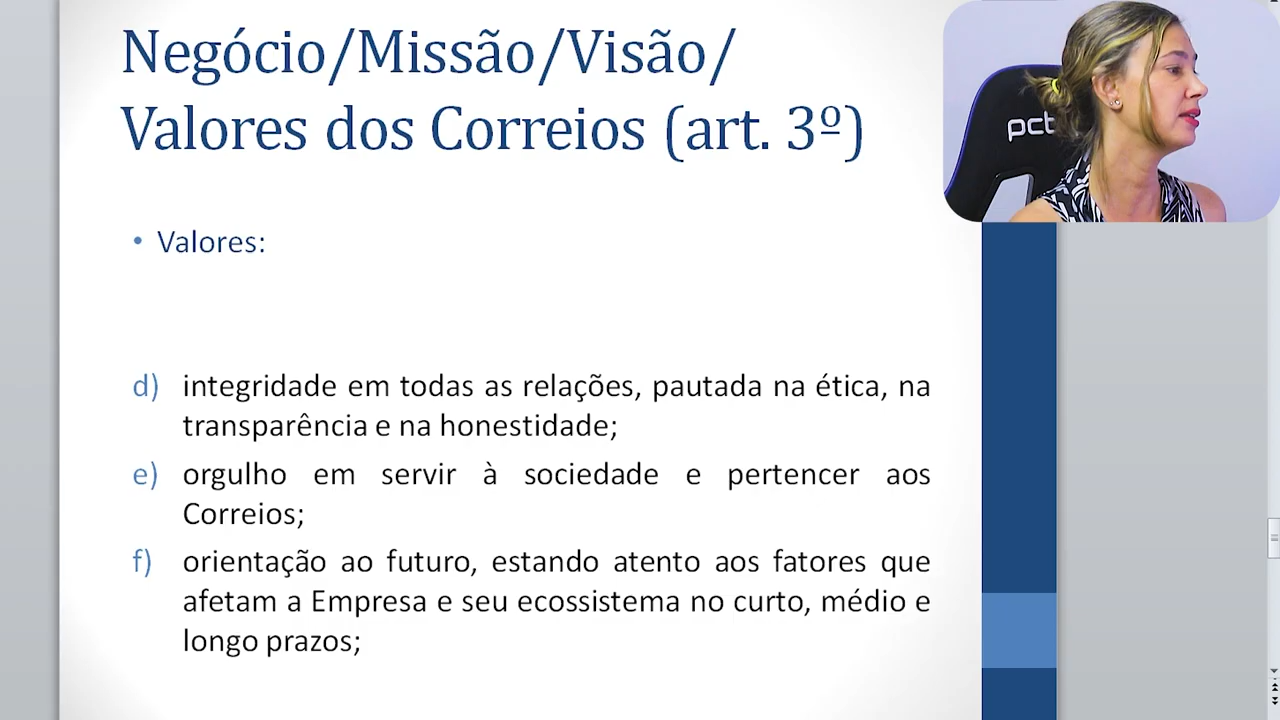 Negócio/Missão/Visão/
Valores dos Correios (art. 3º)
• Valores:
d) integridade em todas as relações, pautada na ética, na
transparência e na honestidade;
e) orgulho em servir à sociedade e pertencer aos
Correios;
f) orientação ao futuro, estando atento aos fatores que
afetam a Empresa e seu ecossistema no curto, médio e
longo prazos;
pct